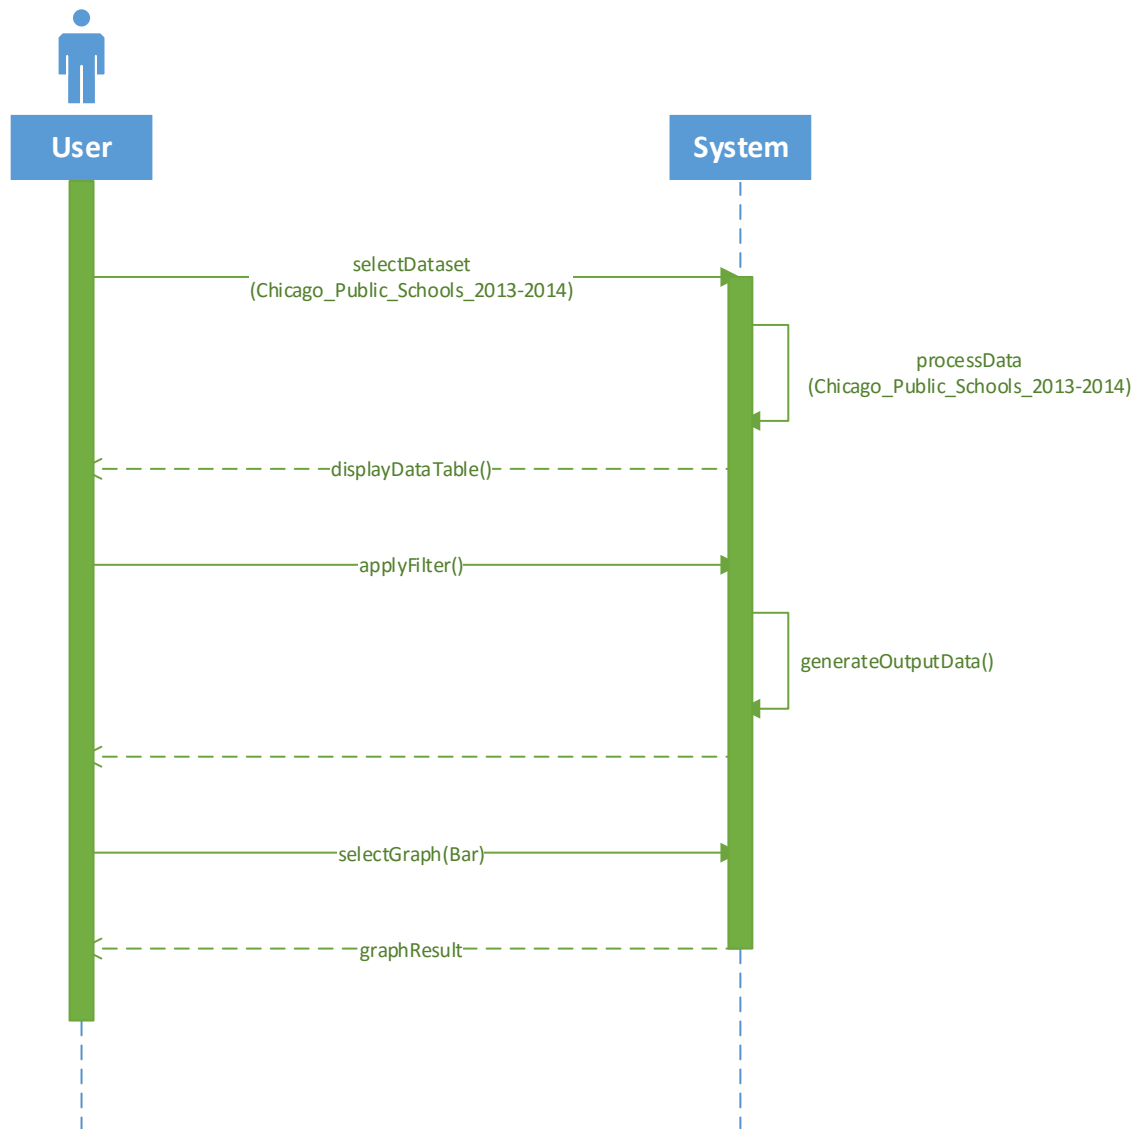 User
System
selectDataset
(Chicago_Public_Schools_2013-2014)
processData
(Chicago_Public_Schools_2013-2014)
displayDataTable()
applyFilter()
generateOutputData()
selectGraph(Bar)
graphResult